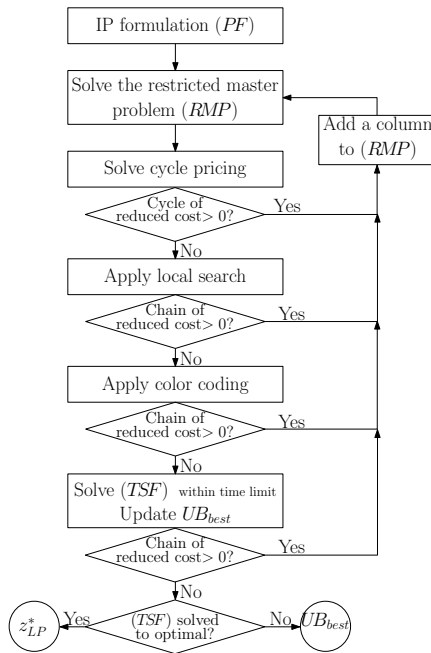 IP formulation (PF)
Solve the restricted master
problem (RMP)
Add a column
to (RMP)
Solve cycle pricing
Cycle of
reduced cost> 0?
Yes
No
Apply local search
Chain of
reduced cost> 0?
Yes
No
Apply color coding
Chain of
reduced cost> 0?
Yes
No
Solve (TSF) within time limit
Update UB_best
Chain of
reduced cost> 0?
Yes
No
z*_LP
Yes
(TSF) solved
to optimal?
No
UB_best